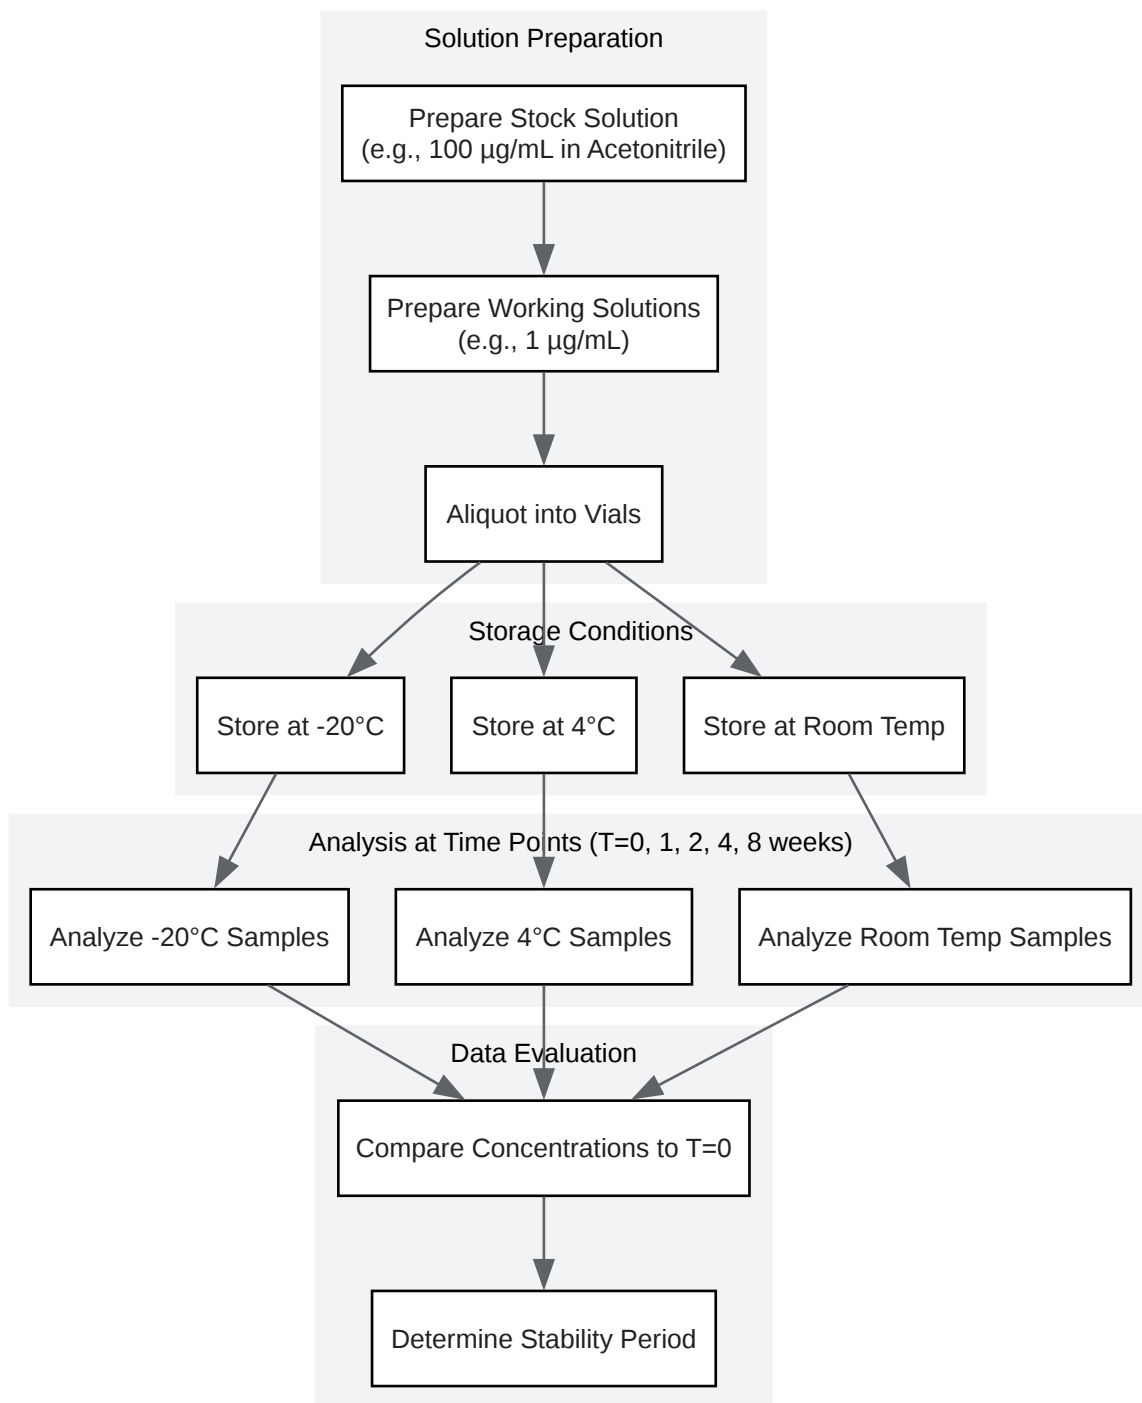 Solution Preparation
Prepare Stock Solution
(e.g., 100 µg/mL in Acetonitrile)
Prepare Working Solutions
(e.g., 1 µg/mL)
Aliquot into Vials
Storage Conditions
Store at -20°C
Store at 4°C
Store at Room Temp
Analysis at Time Points (T=0, 1, 2, 4, 8 weeks)
Analyze -20°C Samples
Analyze 4°C Samples
Analyze Room Temp Samples
Data Evaluation
Compare Concentrations to T=0
Determine Stability Period